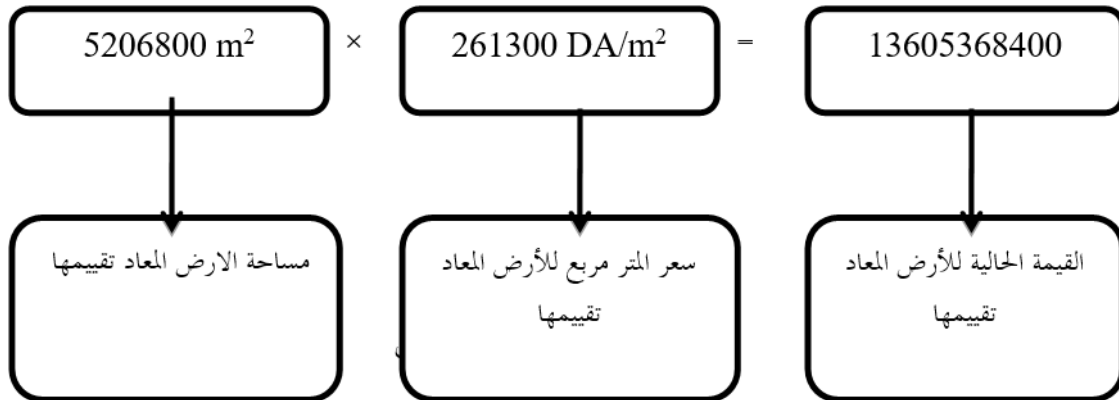 5206800 m² × 261300 DA/m² = 13605368400
مساحة الارض المعاد تقييمها
سعر المتر مربع للأرض المعاد
تقييمها
القيمة الحالية للأرض المعاد
تقييمها